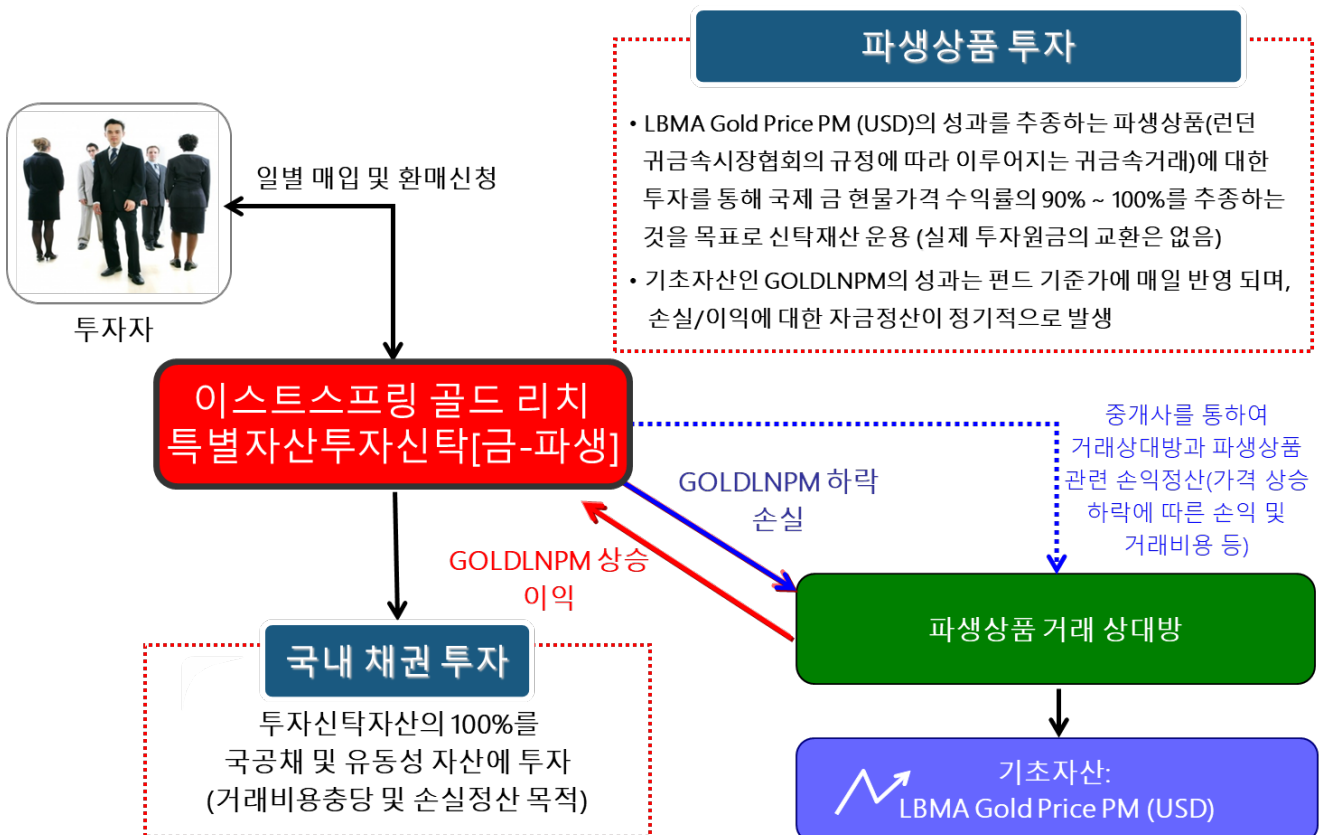 파생상품 투자
• LBMA Gold Price PM (USD)의 성과를 추종하는 파생상품(런던
귀금속시장협회의 규정에 따라 이루어지는 귀금속거래)에 대한
투자를 통해 국제 금 현물가격 수익률의 90% ~ 100%를 추종하는
것을 목표로 신탁재산 운용 (실제 투자원금의 교환은 없음)
• 기초자산인 GOLDLNPM의 성과는 펀드 기준가에 매일 반영 되며,
손실/이익에 대한 자금정산이 정기적으로 발생
일별 매입 및 환매신청
투자자
이스트스프링 골드 리치
특별자산투자신탁[금-파생]
중개사를 통하여
거래상대방과 파생상품
관련 손익정산(가격 상승
하락에 따른 손익 및
거래비용 등)
GOLDLNPM 하락
손실
GOLDLNPM 상승
이익
파생상품 거래 상대방
국내 채권 투자
투자신탁자산의 100%를
국공채 및 유동성 자산에 투자
(거래비용충당 및 손실정산 목적)
기초자산:
LBMA Gold Price PM (USD)